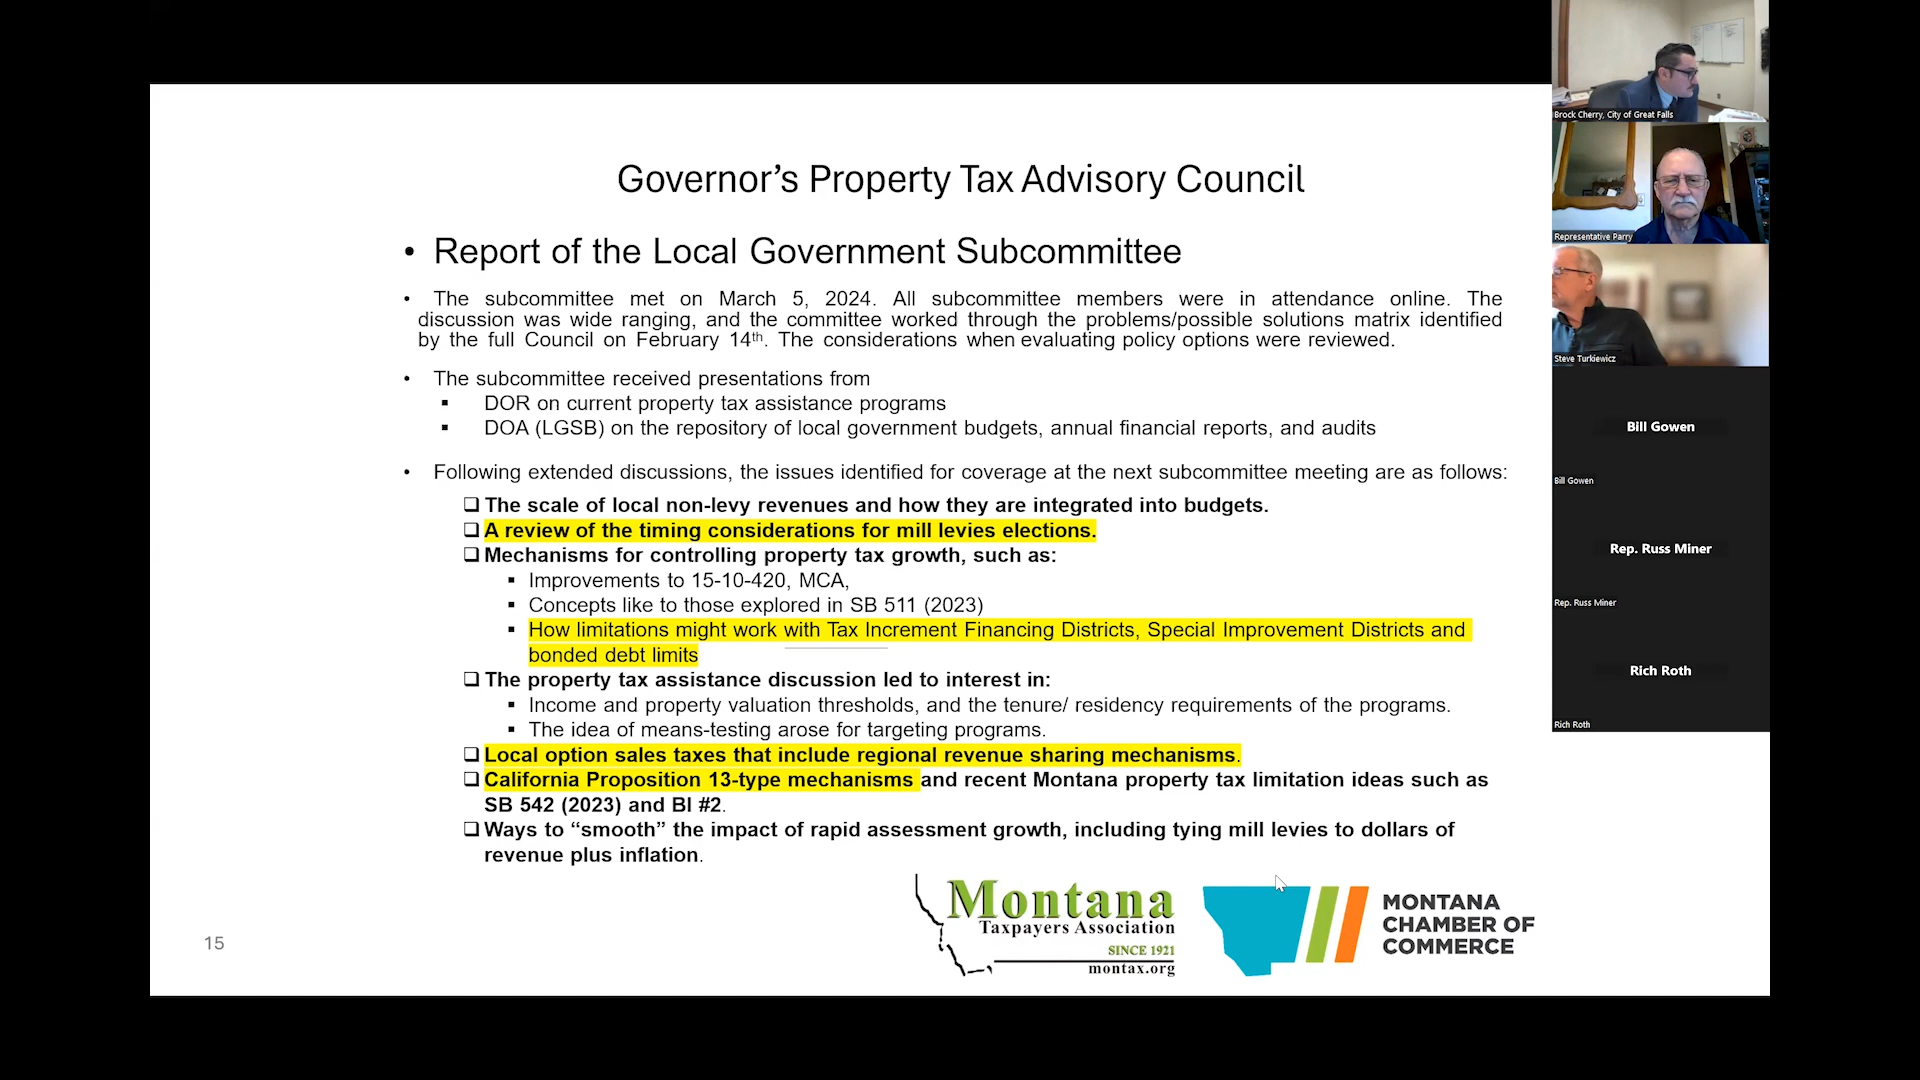 Governor’s Property Tax Advisory Council
• Report of the Local Government Subcommittee
• The subcommittee met on March 5, 2024. All subcommittee members were in attendance online. The
discussion was wide ranging, and the committee worked through the problems/possible solutions matrix identified
by the full Council on February 14th. The considerations when evaluating policy options were reviewed.
• The subcommittee received presentations from
▪ DOR on current property tax assistance programs
▪ DOA (LGSB) on the repository of local government budgets, annual financial reports, and audits
• Following extended discussions, the issues identified for coverage at the next subcommittee meeting are as follows:
❑ The scale of local non-levy revenues and how they are integrated into budgets.
❑ A review of the timing considerations for mill levies elections.
❑ Mechanisms for controlling property tax growth, such as:
▪ Improvements to 15-10-420, MCA,
▪ Concepts like to those explored in SB 511 (2023)
▪ How limitations might work with Tax Increment Financing Districts, Special Improvement Districts and
bonded debt limits
❑ The property tax assistance discussion led to interest in:
▪ Income and property valuation thresholds, and the tenure/ residency requirements of the programs.
▪ The idea of means-testing arose for targeting programs.
❑ Local option sales taxes that include regional revenue sharing mechanisms.
❑ California Proposition 13-type mechanisms and recent Montana property tax limitation ideas such as
SB 542 (2023) and BI #2.
❑ Ways to “smooth” the impact of rapid assessment growth, including tying mill levies to dollars of
revenue plus inflation.
15
Montana
Taxpayers Association
SINCE 1921
montax.org
MONTANA
CHAMBER OF
COMMERCE
Brock Cherry, City of Great Falls
Representative Parry
Steve Turkiewicz
Bill Gowen
Bill Gowen
Rep. Russ Miner
Rep. Russ Miner
Rich Roth
Rich Roth